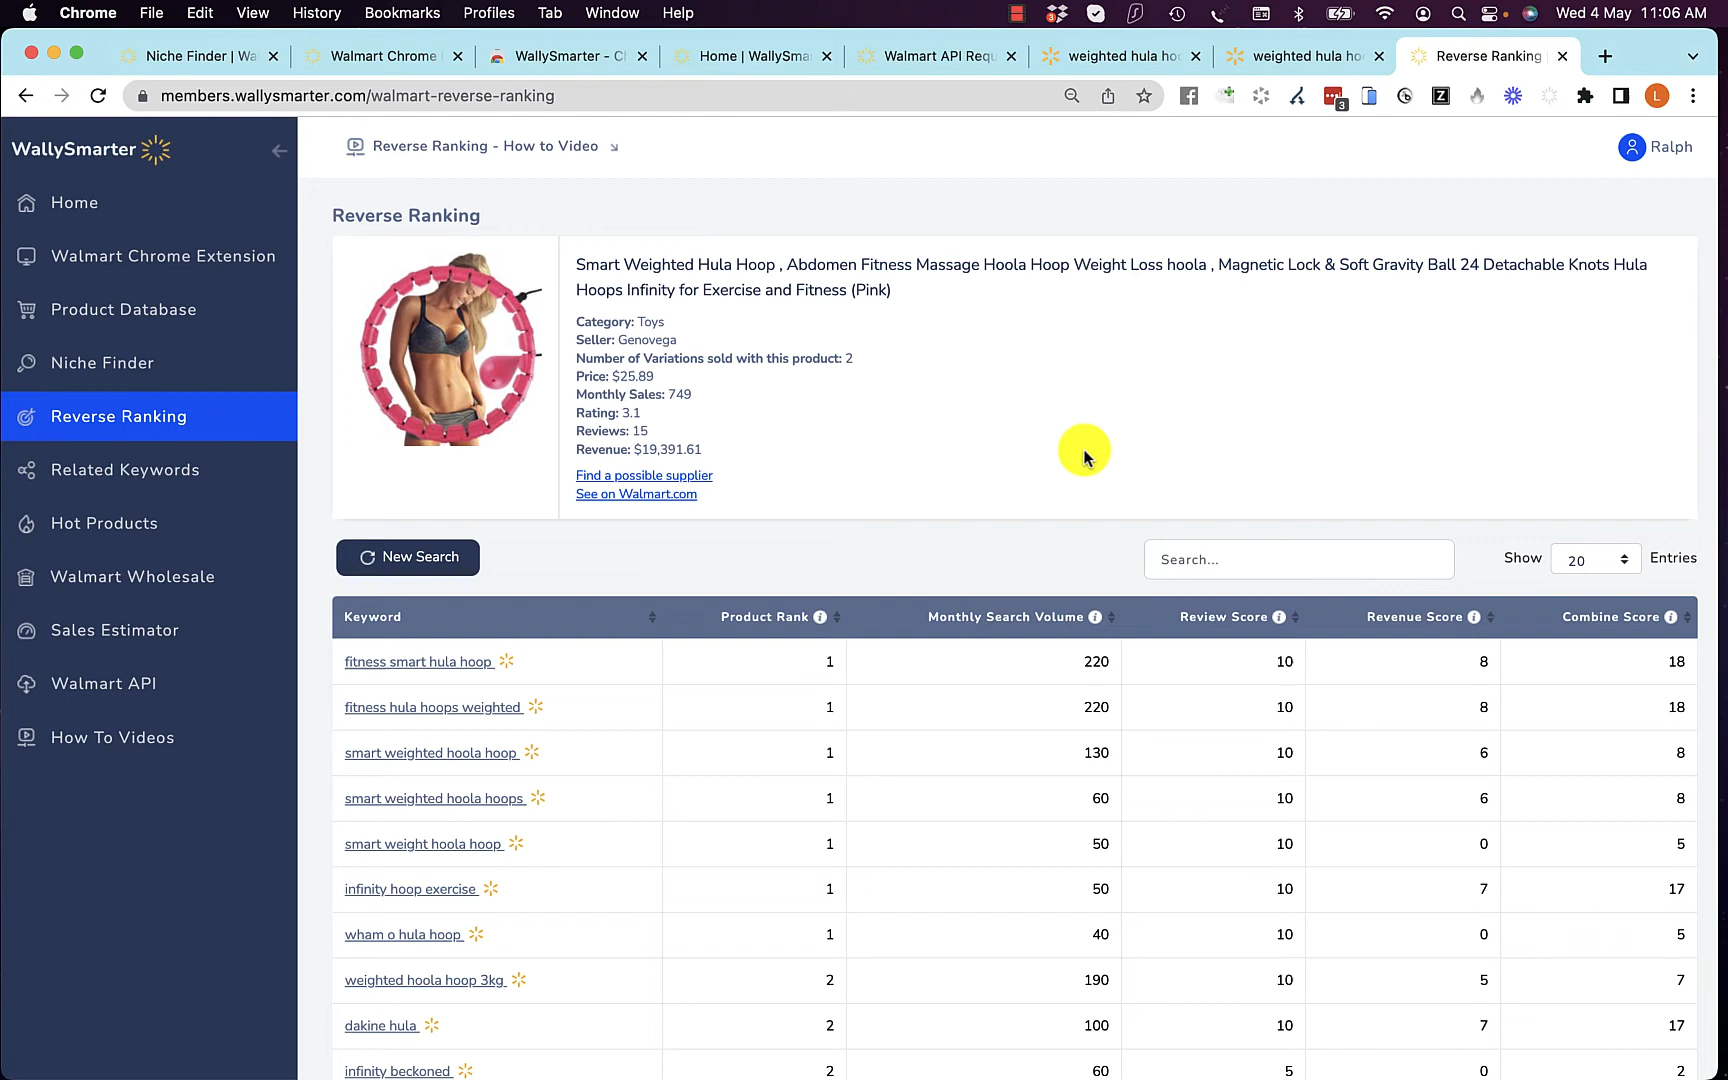 Chrome File Edit View History Bookmarks Profiles Tab Window Help 3 Wed 4 May 11:06 AM
Niche Finder | Wa Walmart Chrome WallySmarter - C Home | WallySma Walmart API Requ weighted hula ho weighted hula ho Reverse Ranking
members.wallysmarter.com/walmart-reverse-ranking 3 Z L
WallySmarter
Home
Walmart Chrome Extension
Product Database
Niche Finder
Reverse Ranking
Related Keywords
Hot Products
Walmart Wholesale
Sales Estimator
Walmart API
How To Videos
Reverse Ranking - How to Video
Ralph
Reverse Ranking
Smart Weighted Hula Hoop , Abdomen Fitness Massage Hoola Hoop Weight Loss hoola , Magnetic Lock & Soft Gravity Ball 24 Detachable Knots Hula
Hoops Infinity for Exercise and Fitness (Pink)
Category: Toys
Seller: Genovega
Number of Variations sold with this product: 2
Price: $25.89
Monthly Sales: 749
Rating: 3.1
Reviews: 15
Revenue: $19,391.61
Find a possible supplier
See on Walmart.com
New Search
Search...
Show 20 Entries
Keyword Product Rank Monthly Search Volume Review Score Revenue Score Combine Score
fitness smart hula hoop 1 220 10 8 18
fitness hula hoops weighted 1 220 10 8 18
smart weighted hoola hoop 1 130 10 6 8
smart weighted hoola hoops 1 60 10 6 8
smart weight hoola hoop 1 50 10 0 5
infinity hoop exercise 1 50 10 7 17
wham o hula hoop 1 40 10 0 5
weighted hoola hoop 3kg 2 190 10 5 7
dakine hula 2 100 10 7 17
infinity beckoned 2 60 5 0 2